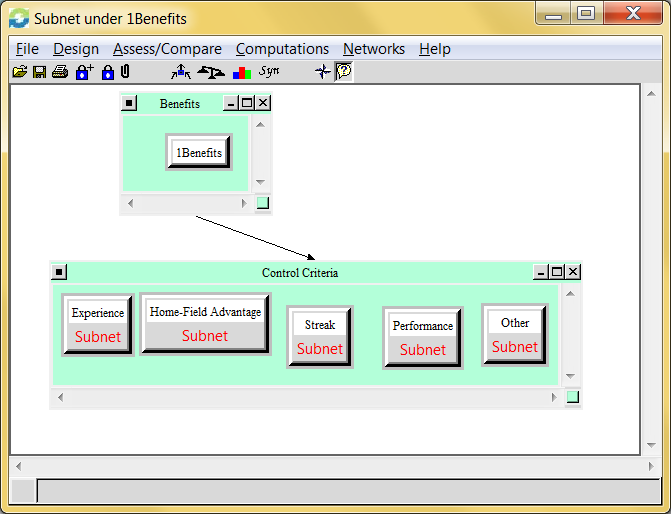 Subnet under 1Benefits
File Design Assess/Compare Computations Networks Help
Syn
Benefits
1Benefits
Control Criteria
Experience
Subnet
Home-Field Advantage
Subnet
Streak
Subnet
Performance
Subnet
Other
Subnet